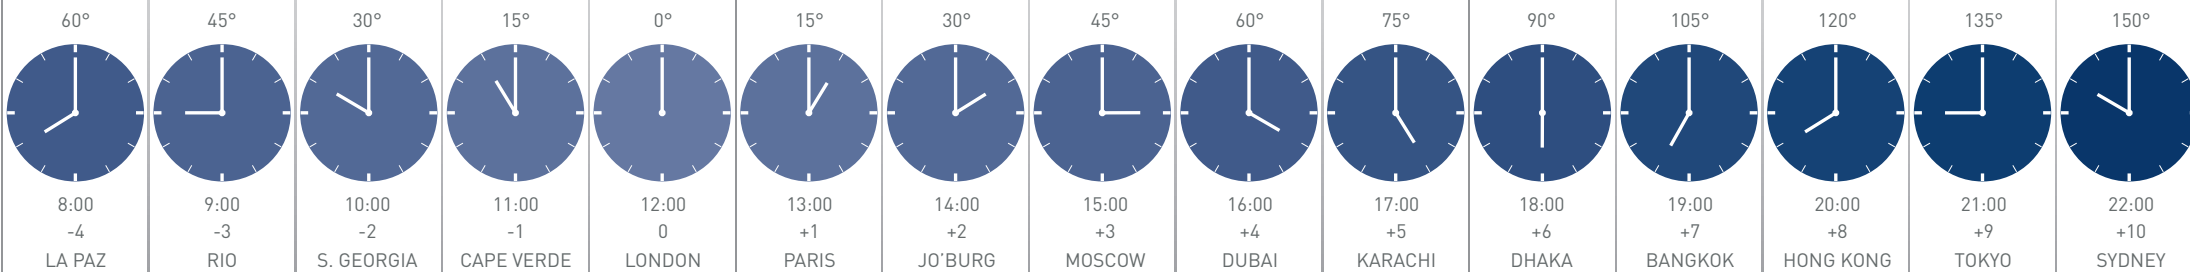 60° 45° 30° 15° 0° 15° 30° 45° 60° 75° 90° 105° 120° 135° 150°
8:00 9:00 10:00 11:00 12:00 13:00 14:00 15:00 16:00 17:00 18:00 19:00 20:00 21:00 22:00
-4 -3 -2 -1 0 +1 +2 +3 +4 +5 +6 +7 +8 +9 +10
LA PAZ RIO S. GEORGIA CAPE VERDE LONDON PARIS JO'BURG MOSCOW DUBAI KARACHI DHAKA BANGKOK HONG KONG TOKYO SYDNEY